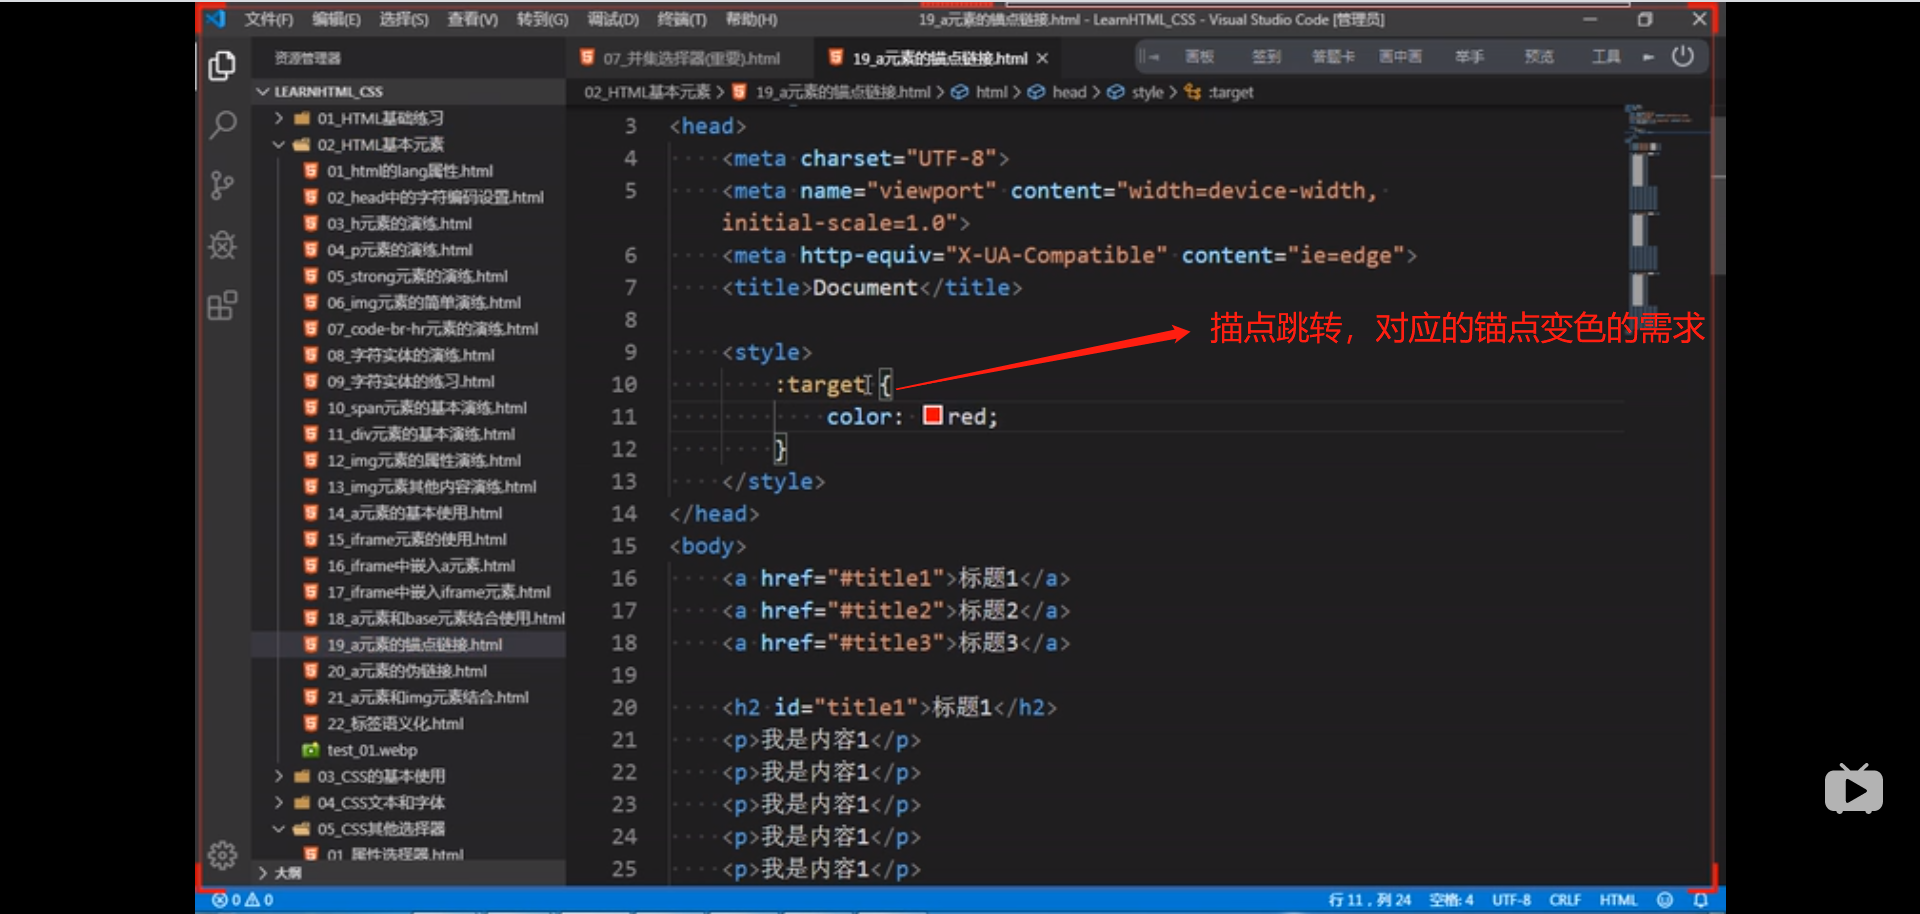 文件(F) 编辑(E) 选择(S) 查看(V) 转到(G) 调试(D) 终端(T) 帮助(H) 19_a元素的锚点链接.html - LearnHTML_CSS - Visual Studio Code [管理员]
资源管理器
07_并集选择器(重要).html 19_a元素的锚点链接.html
画板 签到 答题卡 画中画 举手 预览 工具
02_HTML基本元素 > 19_a元素的锚点链接.html > html > head > style > :target
LEARNHTML_CSS
01_HTML基础练习
02_HTML基本元素
01_html的lang属性.html
02_head中的字符编码设置.html
03_h元素的演练.html
04_p元素的演练.html
05_strong元素的演练.html
06_img元素的简单演练.html
07_code-br-hr元素的演练.html
08_字符实体的演练.html
09_字符实体的练习.html
10_span元素的基本演练.html
11_div元素的基本演练.html
12_img元素的属性演练.html
13_img元素其他内容演练.html
14_a元素的基本使用.html
15_iframe元素的使用.html
16_iframe中嵌入a元素.html
17_iframe中嵌入iframe元素.html
18_a元素和base元素结合使用.html
19_a元素的锚点链接.html
20_a元素的伪链接.html
21_a元素和img元素结合.html
22_标签语义化.html
test_01.webp
03_CSS的基本使用
04_CSS文本和字体
05_CSS其他选择器
01_属性选择器.html
大纲
3 <head>
4 <meta charset="UTF-8">
5 <meta name="viewport" content="width=device-width,
initial-scale=1.0">
6 <meta http-equiv="X-UA-Compatible" content="ie=edge">
7 <title>Document</title>
8
9 <style>
10 :target {
11 color: red;
12 }
13 </style>
14 </head>
15 <body>
16 <a href="#title1">标题1</a>
17 <a href="#title2">标题2</a>
18 <a href="#title3">标题3</a>
19
20 <h2 id="title1">标题1</h2>
21 <p>我是内容1</p>
22 <p>我是内容1</p>
23 <p>我是内容1</p>
24 <p>我是内容1</p>
25 <p>我是内容1</p>
描点跳转，对应的锚点变色的需求
0 0 行 11，列 24 空格: 4 UTF-8 CRLF HTML